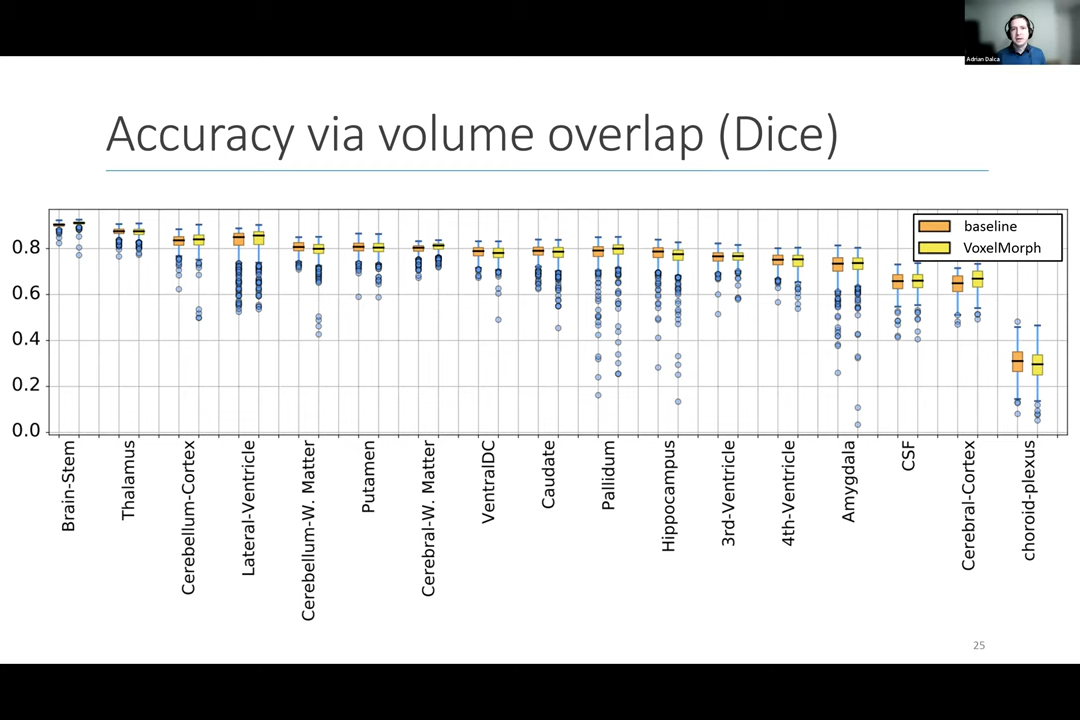 Adrian Dalca
Accuracy via volume overlap (Dice)
baseline
VoxelMorph
0.8
0.6
0.4
0.2
0.0
Brain-Stem
Thalamus
Cerebellum-Cortex
Lateral-Ventricle
Cerebellum-W. Matter
Putamen
Cerebral-W. Matter
VentralDC
Caudate
Pallidum
Hippocampus
3rd-Ventricle
4th-Ventricle
Amygdala
CSF
Cerebral-Cortex
choroid-plexus
25